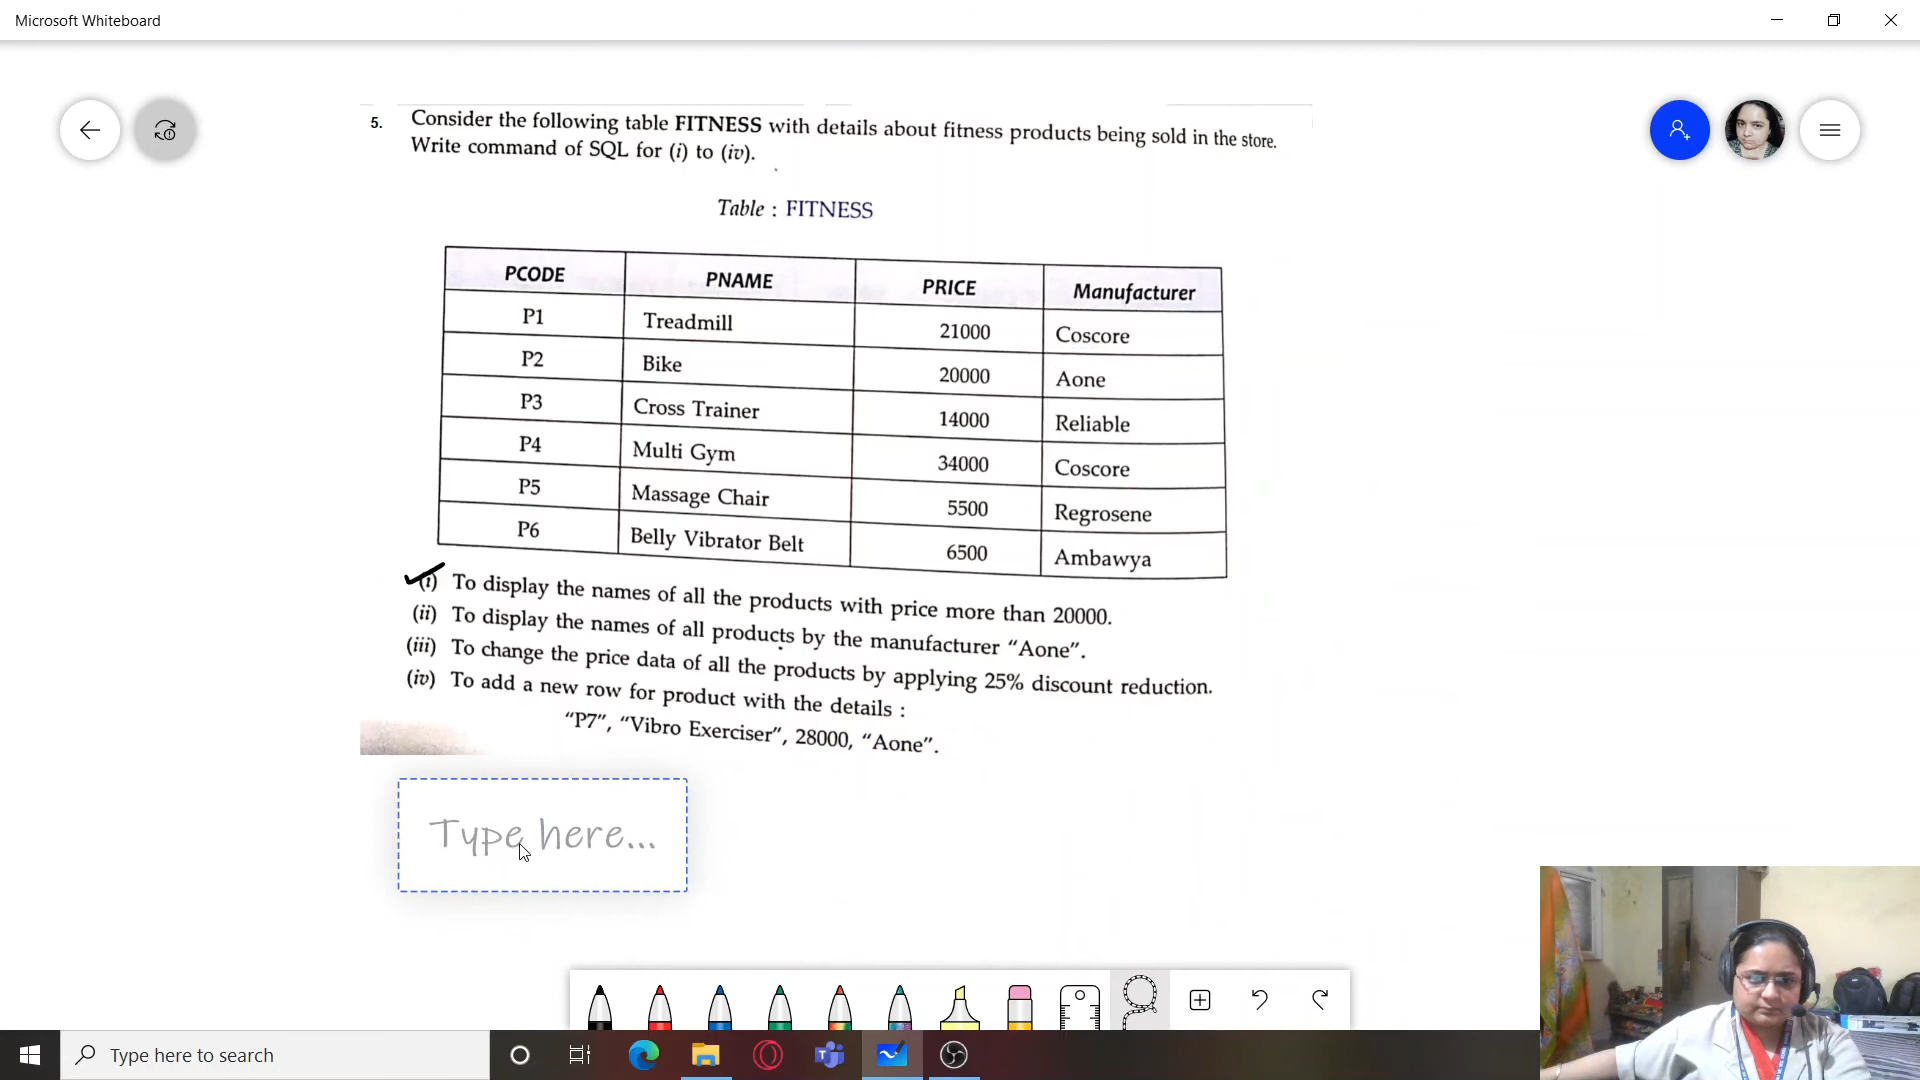 Microsoft Whiteboard
5. Consider the following table FITNESS with details about fitness products being sold in the store.
Write command of SQL for (i) to (iv).
Table : FITNESS
PCODE PNAME PRICE Manufacturer
P1 Treadmill 21000 Coscore
P2 Bike 20000 Aone
P3 Cross Trainer 14000 Reliable
P4 Multi Gym 34000 Coscore
P5 Massage Chair 5500 Regrosene
P6 Belly Vibrator Belt 6500 Ambawya
(i) To display the names of all the products with price more than 20000.
(ii) To display the names of all products by the manufacturer “Aone”.
(iii) To change the price data of all the products by applying 25% discount reduction.
(iv) To add a new row for product with the details :
“P7”, “Vibro Exerciser”, 28000, “Aone”.
Type here...
Type here to search